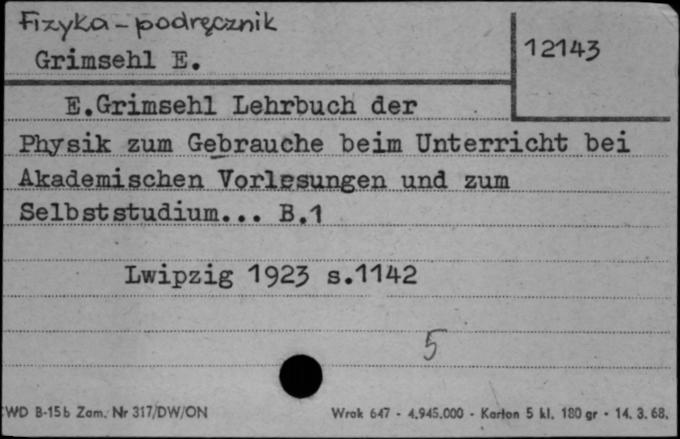 Fizyka - podręcznik
Grimsehl E.
12143
E.Grimsehl Lehrbuch der
Physik zum Gebrauche beim Unterricht bei
Akademischen Vorlesungen und zum
Selbststudium... B.1
Lwipzig 1923 s.1142
5
WD B-15b Zam. Nr 317/DW/ON
Wrok 647 - 4.945.000 - Karton 5 kl. 180 gr - 14. 3. 68.